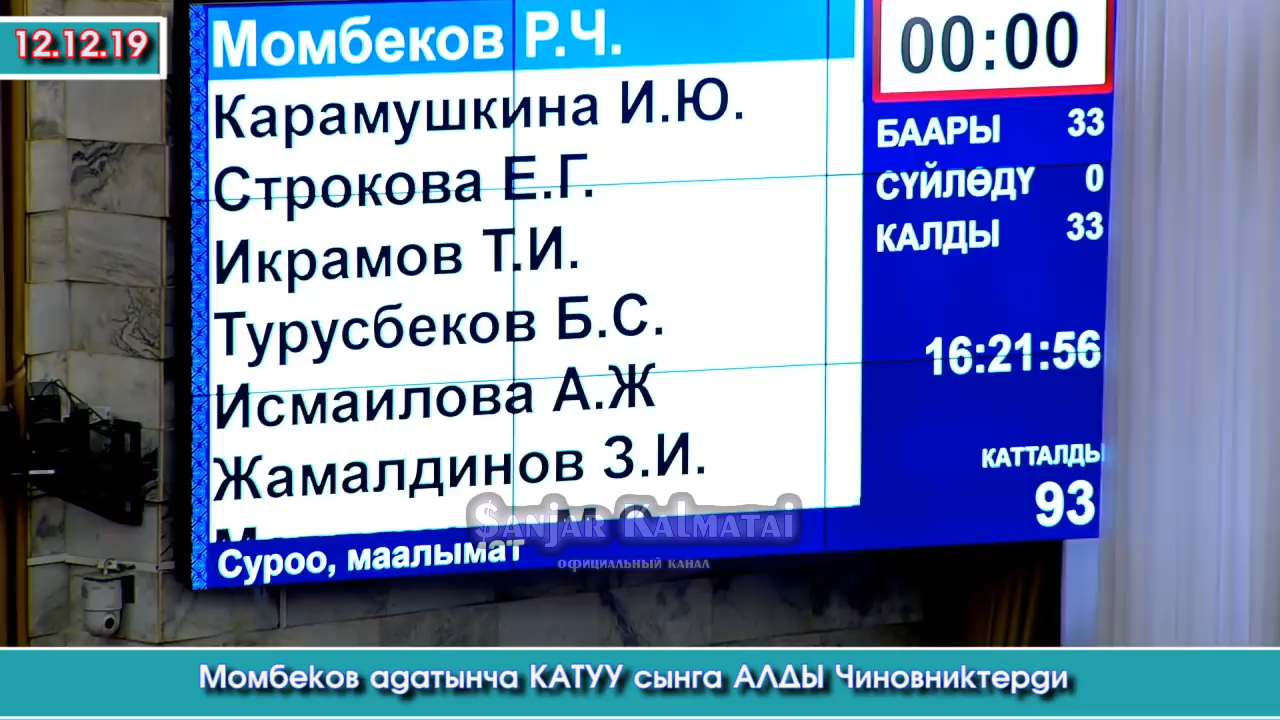 12.12.19
Момбеков Р.Ч.
Карамушкина И.Ю.
Строкова Е.Г.
Икрамов Т.И.
Турусбеков Б.С.
Исмаилова А.Ж
Жамалдинов З.И.
Суроо, маалымат
00:00
БААРЫ 33
СҮЙЛӨДҮ 0
КАЛДЫ 33
16:21:56
КАТТАЛДЫ
93
$anjar Kalmatai
официальный канал
Момбеков адатынча КАТУУ сынга АЛДЫ Чиновниктерди